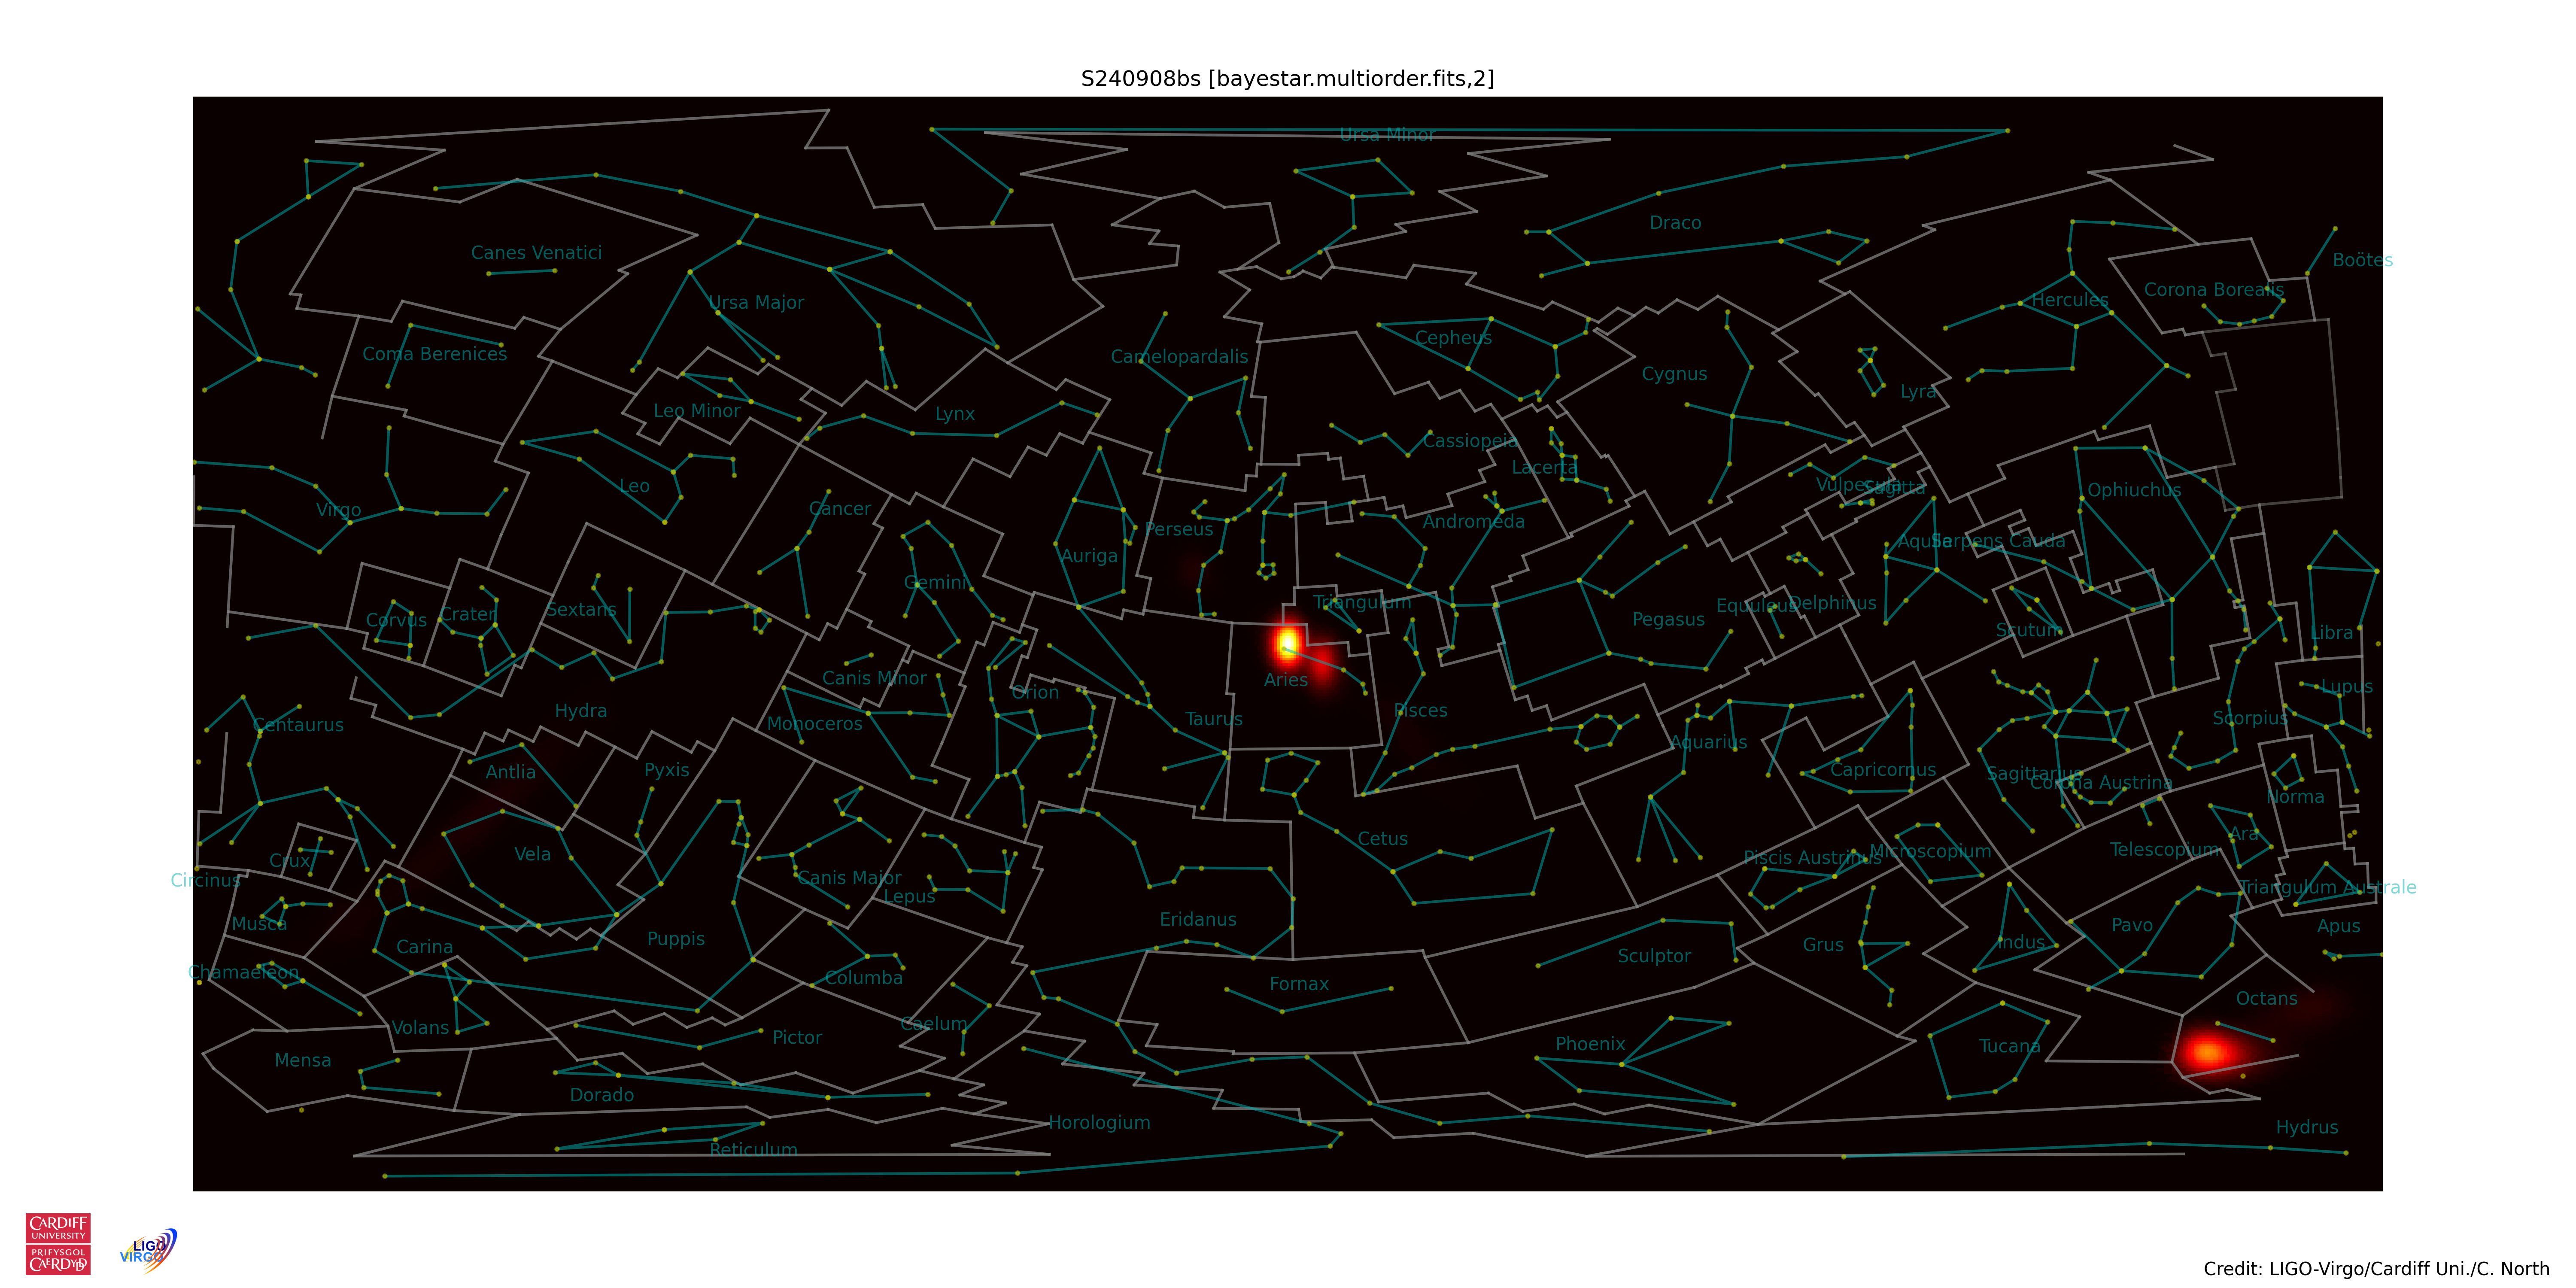 S240908bs [bayestar.multiorder.fits,2]
Ursa Minor
Draco
Canes Venatici
Boötes
Corona Borealis
Hercules
Ursa Major
Cepheus
Coma Berenices
Camelopardalis
Cygnus
Lyra
Leo Minor
Lynx
Cassiopeia
Lacerta
Leo
Vulpecula
Sagitta
Ophiuchus
Virgo
Cancer
Perseus
Andromeda
Auriga
Aquila
Serpens Cauda
Gemini
Triangulum
Equuleus
Delphinus
Sextans
Crater
Corvus
Pegasus
Scutum
Libra
Canis Minor
Aries
Orion
Lupus
Hydra
Pisces
Taurus
Scorpius
Centaurus
Monoceros
Aquarius
Antlia
Pyxis
Capricornus
Sagittarius
Corona Austrina
Norma
Ara
Cetus
Vela
Crux
Piscis Austrinus
Microscopium
Telescopium
Circinus
Canis Major
Triangulum Australe
Lepus
Musca
Eridanus
Pavo
Apus
Carina
Puppis
Grus
Indus
Sculptor
Chamaeleon
Columba
Fornax
Octans
Volans
Caelum
Pictor
Phoenix
Tucana
Mensa
Dorado
Horologium
Hydrus
Reticulum
CARDIFF
UNIVERSITY
PRIFYSGOL
CAERDYDD
LIGO
VIRGO
Credit: LIGO-Virgo/Cardiff Uni./C. North